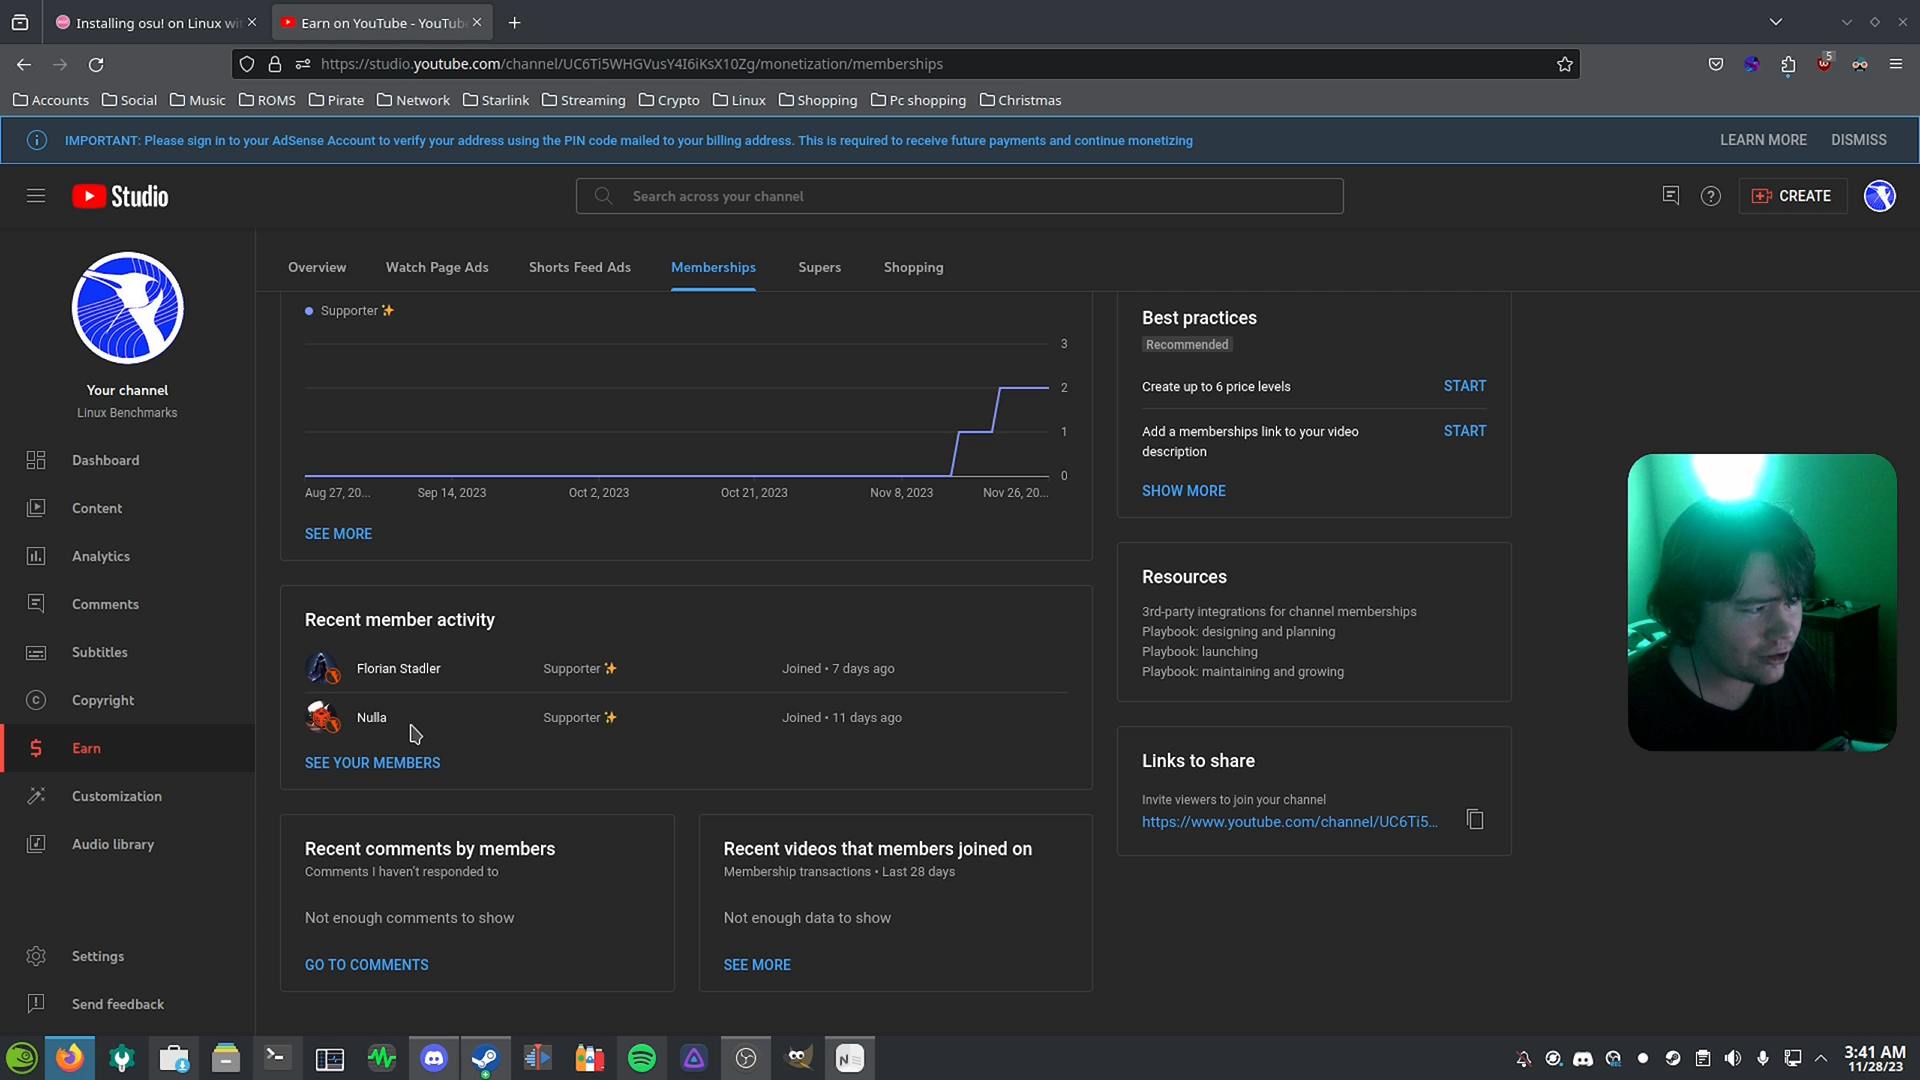 Installing osu! on Linux wi
Earn on YouTube - YouTub
https://studio.youtube.com/channel/UC6Ti5WHGVusY4I6iKsX10Zg/monetization/memberships
5
Accounts Social Music ROMS Pirate Network Starlink Streaming Crypto Linux Shopping Pc shopping Christmas
IMPORTANT: Please sign in to your AdSense Account to verify your address using the PIN code mailed to your billing address. This is required to receive future payments and continue monetizing
LEARN MORE DISMISS
Studio
Search across your channel
CREATE
Your channel
Linux Benchmarks
Dashboard
Content
Analytics
Comments
Subtitles
Copyright
Earn
Customization
Audio library
Settings
Send feedback
Overview Watch Page Ads Shorts Feed Ads Memberships Supers Shopping
Supporter✨
3
2
1
0
Aug 27, 20... Sep 14, 2023 Oct 2, 2023 Oct 21, 2023 Nov 8, 2023 Nov 26, 20...
SEE MORE
Recent member activity
Florian Stadler Supporter✨ Joined • 7 days ago
Nulla Supporter✨ Joined • 11 days ago
SEE YOUR MEMBERS
Recent comments by members
Comments I haven't responded to
Not enough comments to show
GO TO COMMENTS
Recent videos that members joined on
Membership transactions • Last 28 days
Not enough data to show
SEE MORE
Best practices
Recommended
Create up to 6 price levels START
Add a memberships link to your video START
description
SHOW MORE
Resources
3rd-party integrations for channel memberships
Playbook: designing and planning
Playbook: launching
Playbook: maintaining and growing
Links to share
Invite viewers to join your channel
https://www.youtube.com/channel/UC6Ti5...
3:41 AM
11/28/23